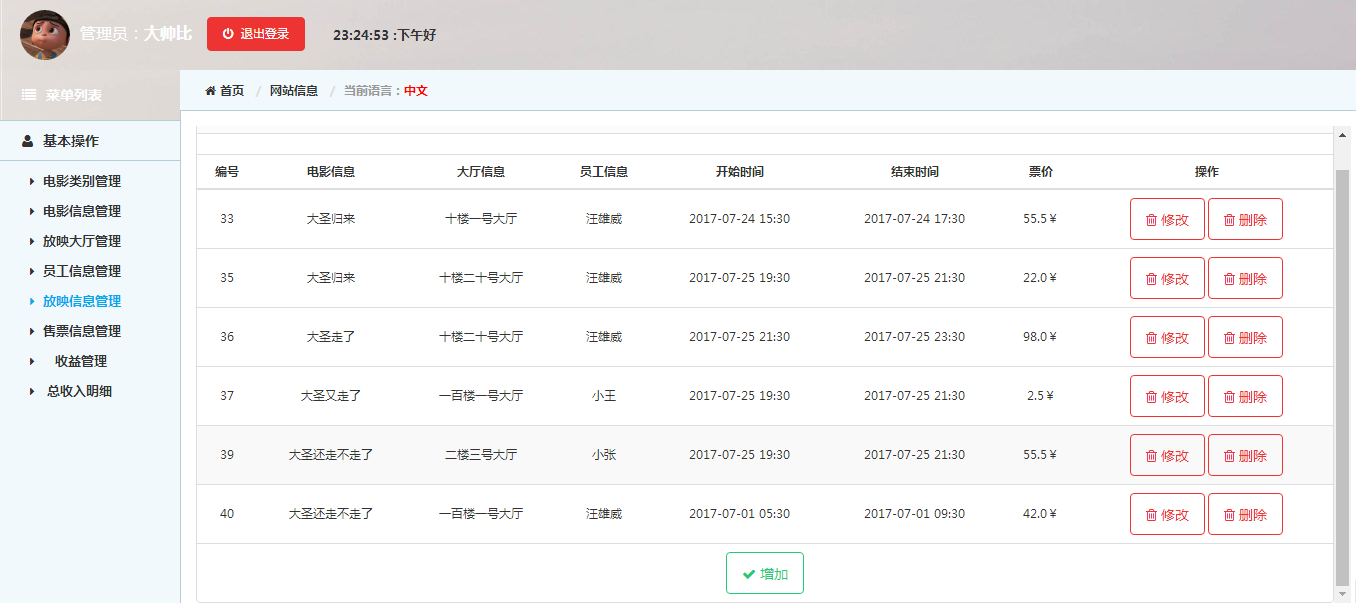 管理员：大帅比 退出登录 23:24:53 :下午好
菜单列表
首页 / 网站信息 / 当前语言：中文
基本操作
电影类别管理
电影信息管理
放映大厅管理
员工信息管理
放映信息管理
售票信息管理
收益管理
总收入明细
编号 电影信息 大厅信息 员工信息 开始时间 结束时间 票价 操作
33 大圣归来 十楼一号大厅 汪雄威 2017-07-24 15:30 2017-07-24 17:30 55.5￥ 修改 删除
35 大圣归来 十楼二十号大厅 汪雄威 2017-07-25 19:30 2017-07-25 21:30 22.0￥ 修改 删除
36 大圣走了 十楼二十号大厅 汪雄威 2017-07-25 21:30 2017-07-25 23:30 98.0￥ 修改 删除
37 大圣又走了 一百楼一号大厅 小王 2017-07-25 19:30 2017-07-25 21:30 2.5￥ 修改 删除
39 大圣还走不走了 二楼三号大厅 小张 2017-07-25 19:30 2017-07-25 21:30 55.5￥ 修改 删除
40 大圣还走不走了 一百楼一号大厅 汪雄威 2017-07-01 05:30 2017-07-01 09:30 42.0￥ 修改 删除
增加